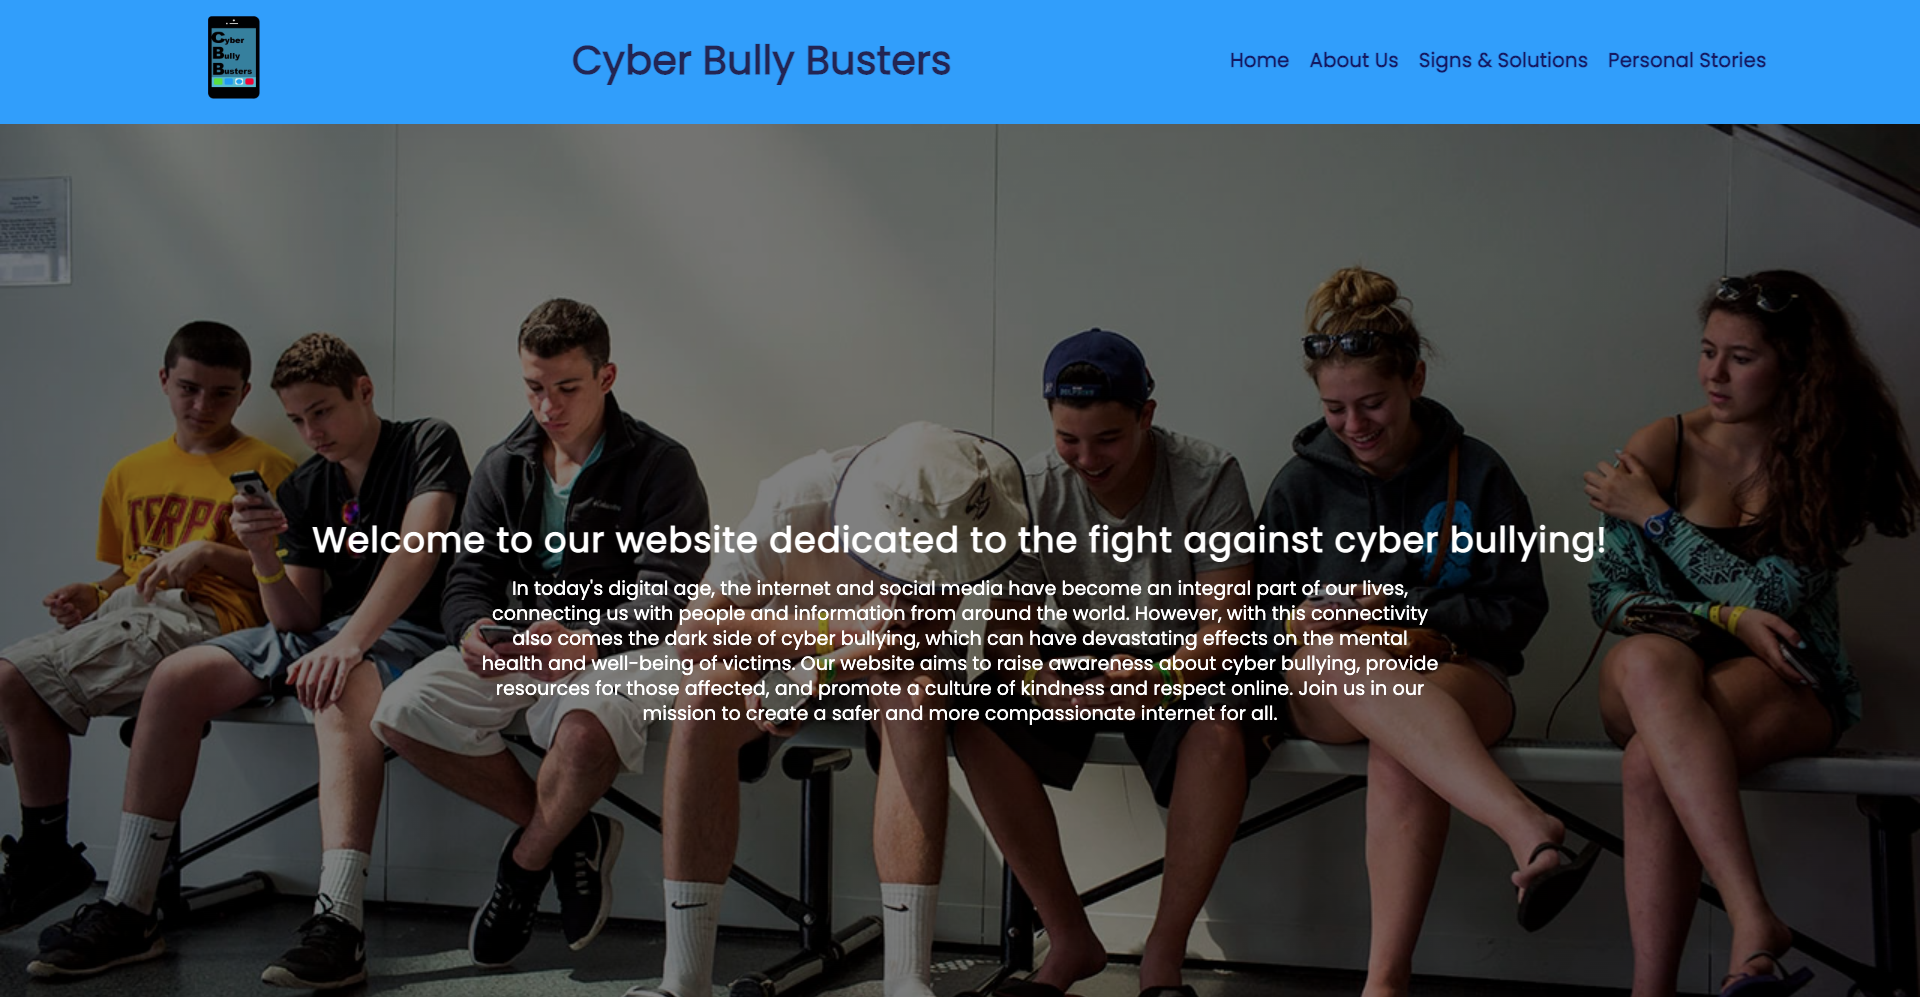 Cyber
Bully
Busters
Cyber Bully Busters
Home About Us Signs & Solutions Personal Stories
TERPS
Welcome to our website dedicated to the fight against cyber bullying!
In today's digital age, the internet and social media have become an integral part of our lives,
connecting us with people and information from around the world. However, with this connectivity
also comes the dark side of cyber bullying, which can have devastating effects on the mental
health and well-being of victims. Our website aims to raise awareness about cyber bullying, provide
resources for those affected, and promote a culture of kindness and respect online. Join us in our
mission to create a safer and more compassionate internet for all.